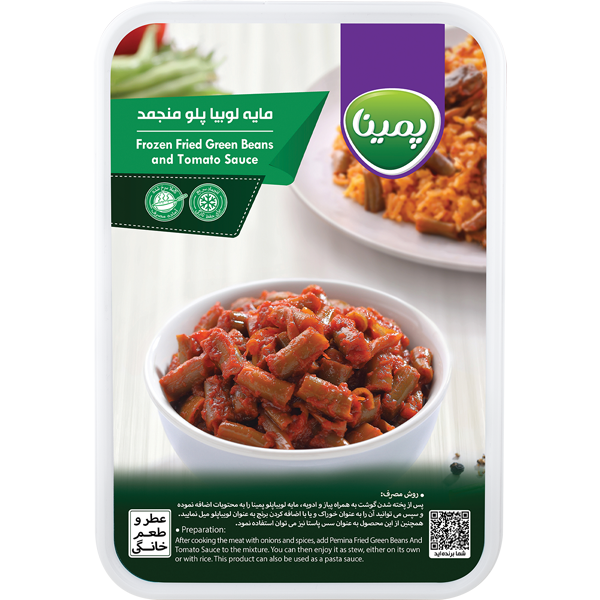 پمینا
مایه لوبیا پلو منجمد
Frozen Fried Green Beans
and Tomato Sauce
• روش مصرف:
پس از پخته شدن گوشت به همراه پیاز و ادویه، مایه لوبیاپلو پمینا را به محتویات اضافه نموده
و سپس می توانید آن را به عنوان خوراک و یا با اضافه کردن برنج به عنوان لوبیاپلو میل نمایید.
همچنین از این محصول به عنوان سس پاستا نیز می توان استفاده نمود.
• Preparation:
After cooking the meat with onions and spices, add Pemina Fried Green Beans And
Tomato Sauce to the mixture. You can then enjoy it as stew, either on its own
or with rice. This product can also be used as a pasta sauce.
عطر و
طعم
خانگی
شما برنده اید